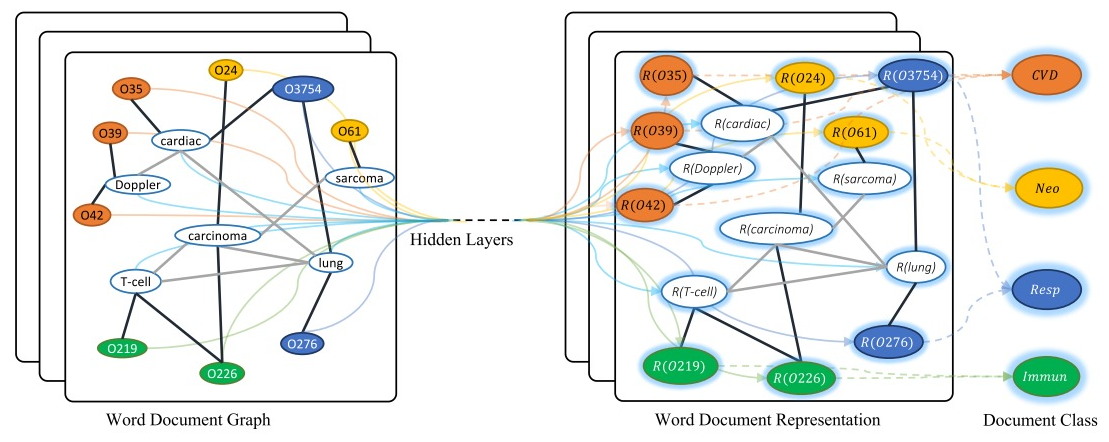 O24
O35
O3754
O39
cardiac
O61
Doppler
sarcoma
O42
carcinoma
T-cell
lung
O219
O276
O226
Word Document Graph
Hidden Layers
R(O35)
R(O24)
R(O3754)
R(O39)
R(cardiac)
R(O61)
R(Doppler)
R(sarcoma)
R(O42)
R(carcinoma)
R(T-cell)
R(lung)
R(O276)
R(O219)
R(O226)
Word Document Representation
CVD
Neo
Resp
Immun
Document Class